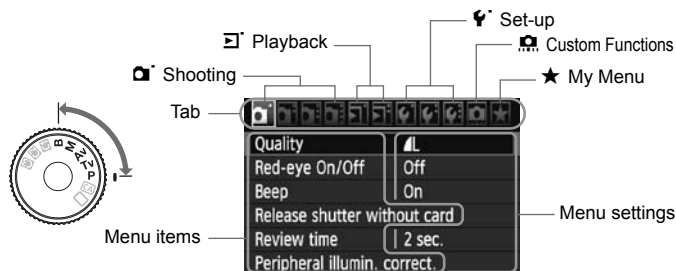 Set-up
Playback
Custom Functions
Shooting
My Menu
Tab
B
M
Av
Tv
P
Quality L
Red-eye On/Off Off
Beep On
Release shutter without card
Menu settings
Menu items
Review time 2 sec.
Peripheral illumin. correct.